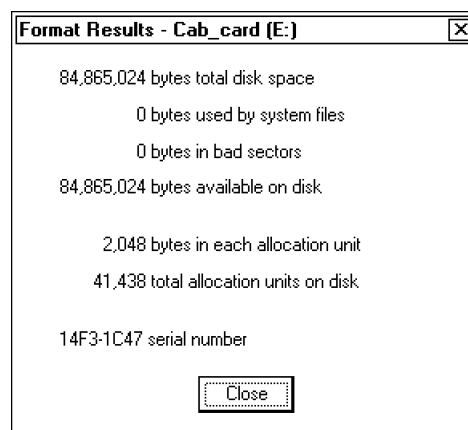 Format Results - Cab_card (E:)
84,865,024 bytes total disk space
0 bytes used by system files
0 bytes in bad sectors
84,865,024 bytes available on disk
2,048 bytes in each allocation unit
41,438 total allocation units on disk
14F3-1C47 serial number
Close